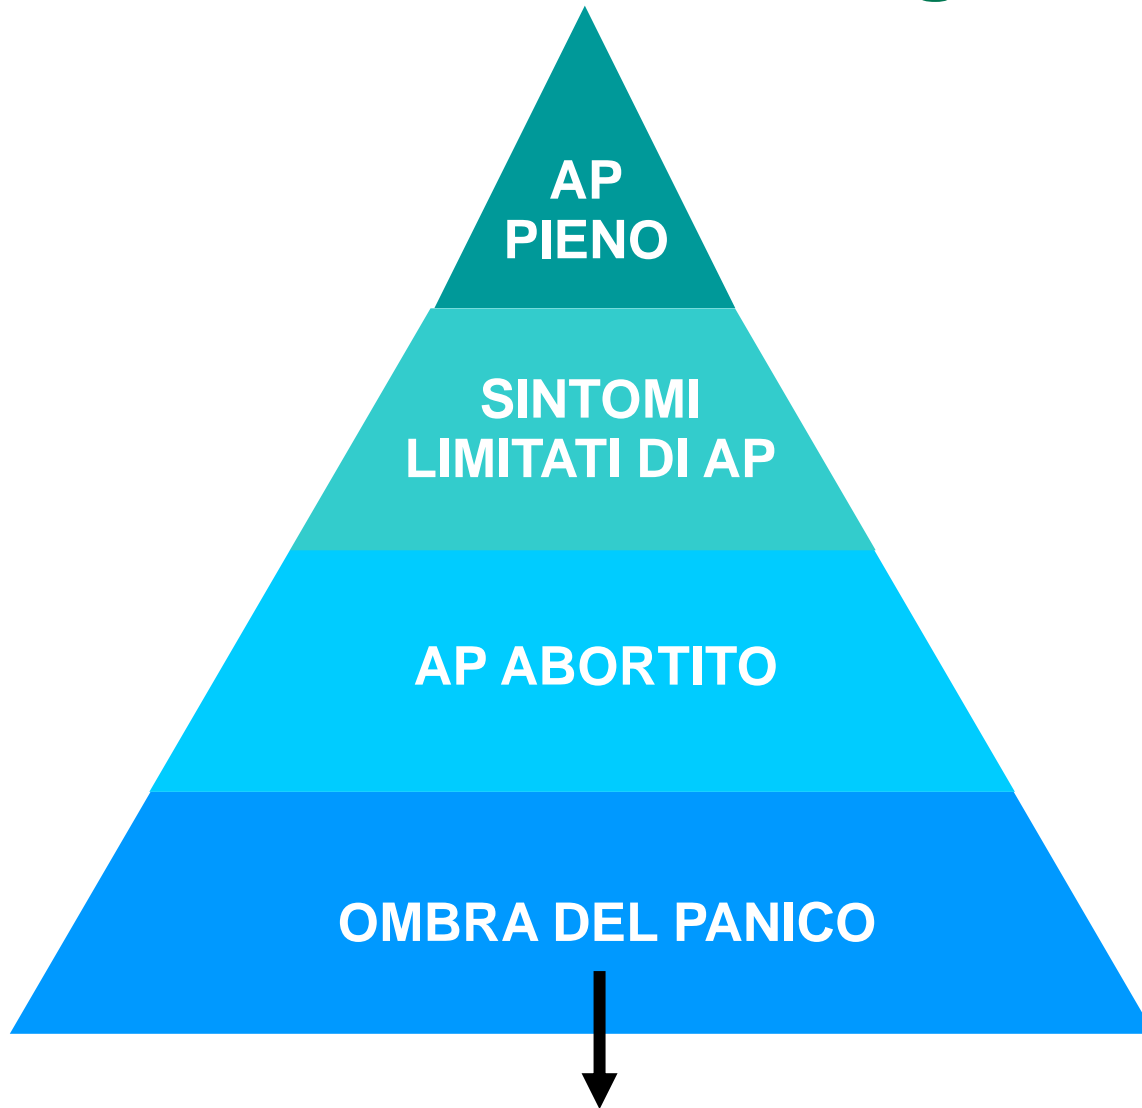 AP
PIENO
SINTOMI
LIMITATI DI AP
AP ABORTITO
OMBRA DEL PANICO